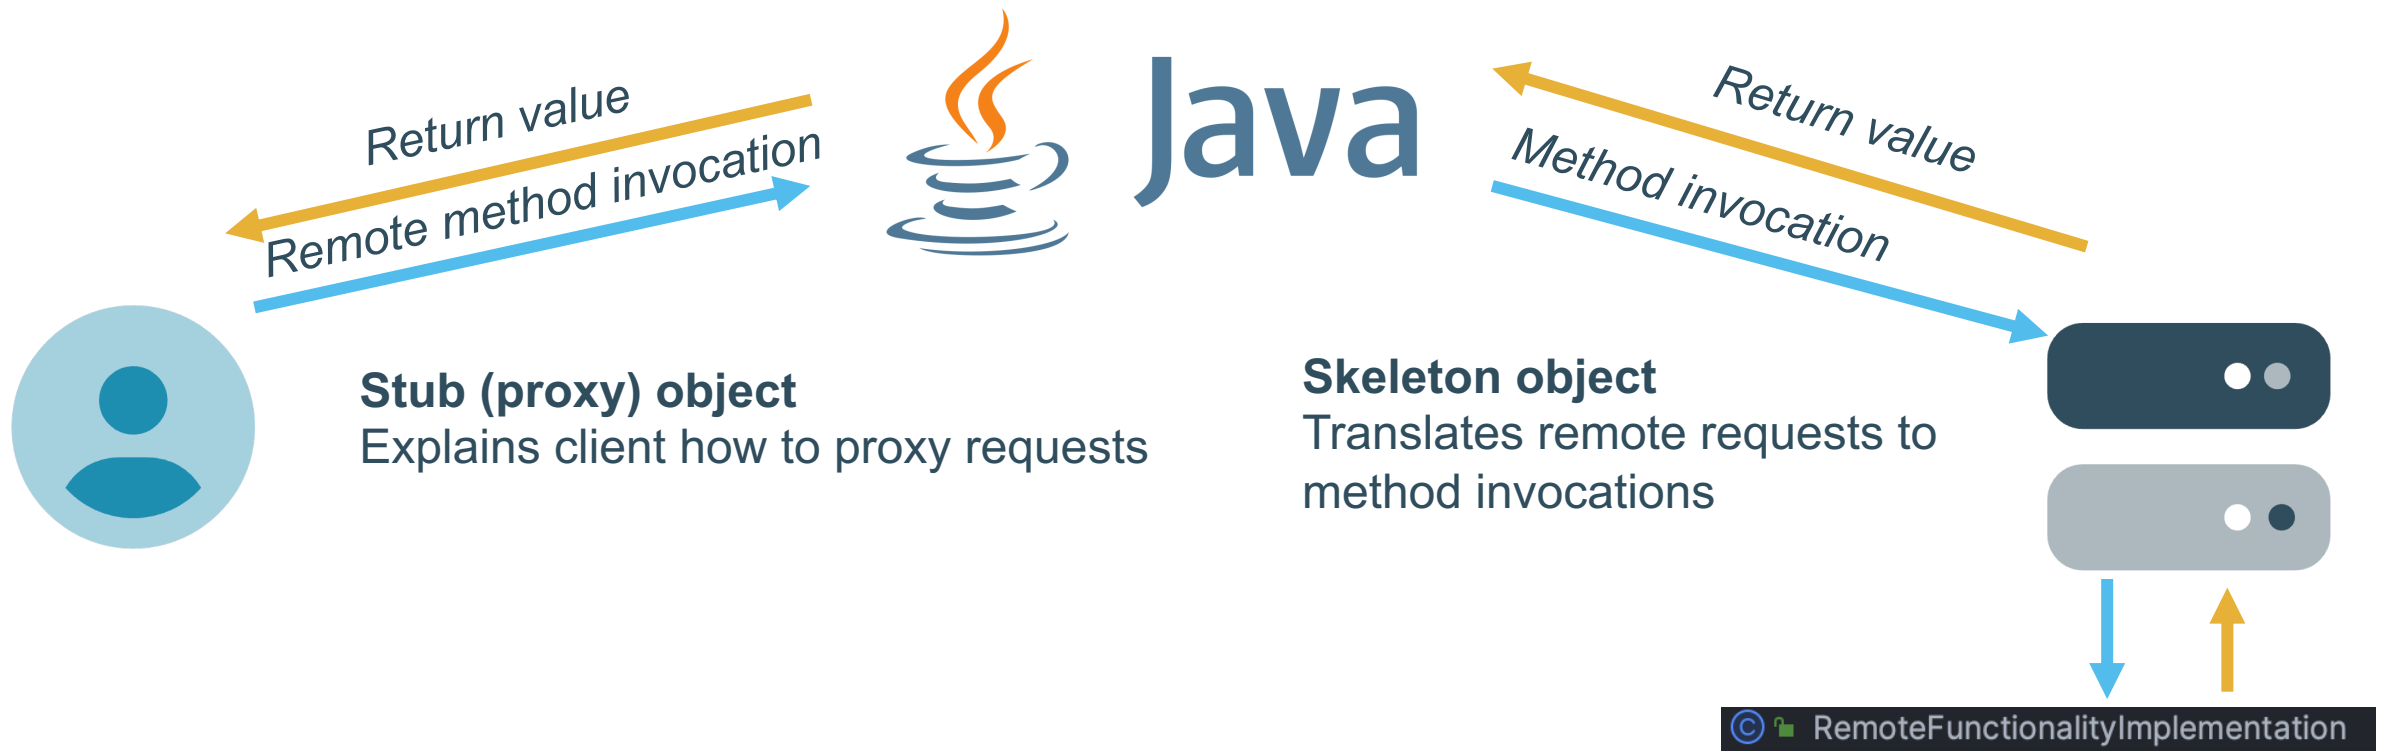 Return value
Remote method invocation
Java
Return value
Method invocation
Stub (proxy) object
Explains client how to proxy requests
Skeleton object
Translates remote requests to
method invocations
© RemoteFunctionalityImplementation